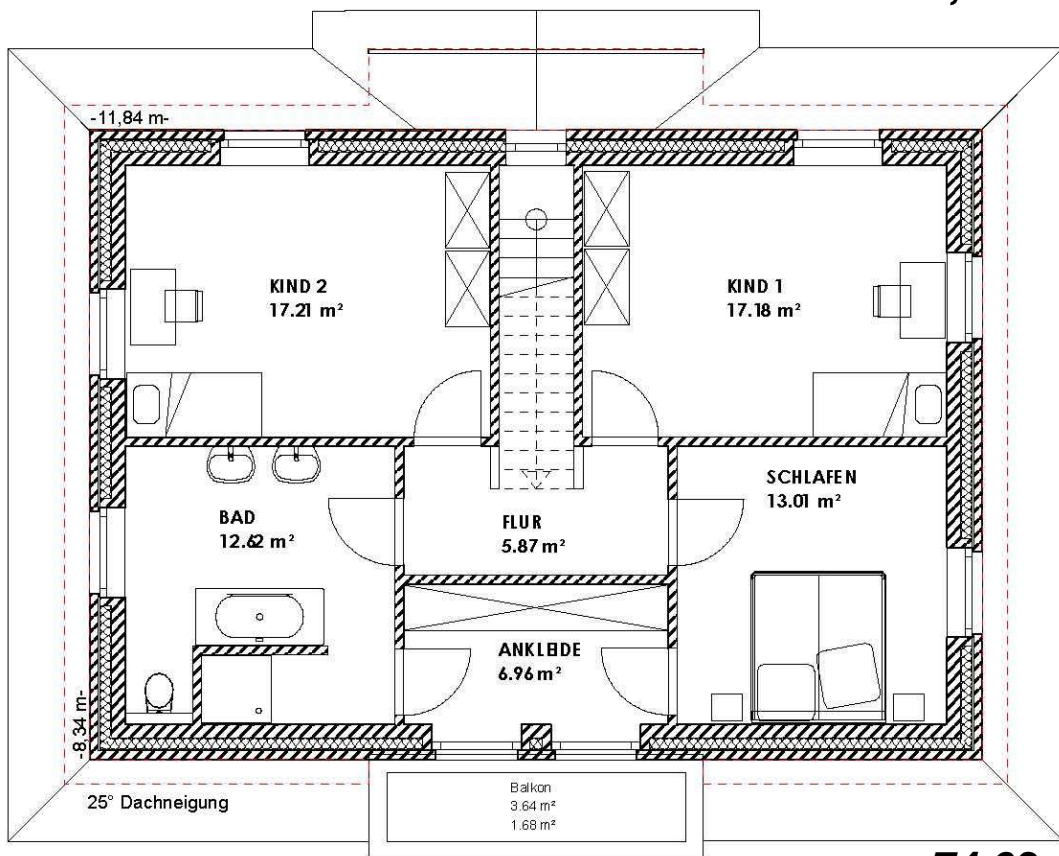 -11,84 m-
KIND 2
17.21 m²
KIND 1
17.18 m²
SCHLAFEN
13.01 m²
BAD
12.62 m²
FLUR
5.87 m²
ANKLEIDE
6.96 m²
-8,34 m-
25° Dachneigung
Balkon
3.64 m²
1.68 m²